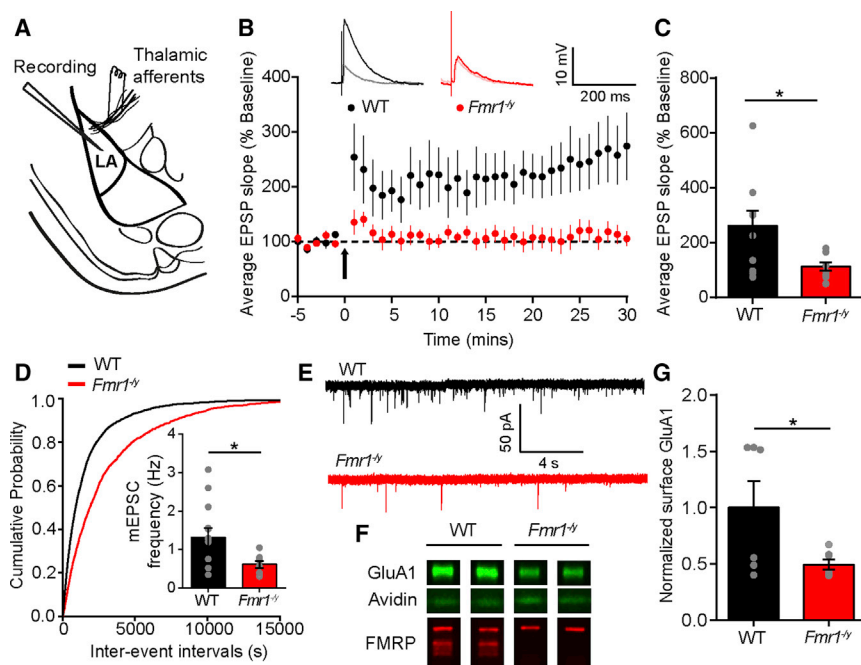 A
Recording
Thalamic
afferents
LA
B
10 mV
200 ms
WT
Fmr1-/y
Average EPSP slope (% Baseline)
400
300
200
100
0
-5
0
5
10
15
20
25
30
Time (mins)
C
Average EPSP slope (% Baseline)
800
600
400
200
0
*
WT
Fmr1-/y
D
WT
Fmr1-/y
Cumulative Probability
1.0
0.8
0.6
0.4
0.2
0.0
0
5000
10000
15000
Inter-event intervals (s)
mEPSC
frequency (Hz)
4
3
2
1
0
*
WT
Fmr1-/y
E
WT
50 pA
4 s
Fmr1-/y
F
WT
Fmr1-/y
GluA1
Avidin
FMRP
G
Normalized surface GluA1
2.0
1.5
1.0
0.5
0.0
*
WT
Fmr1-/y